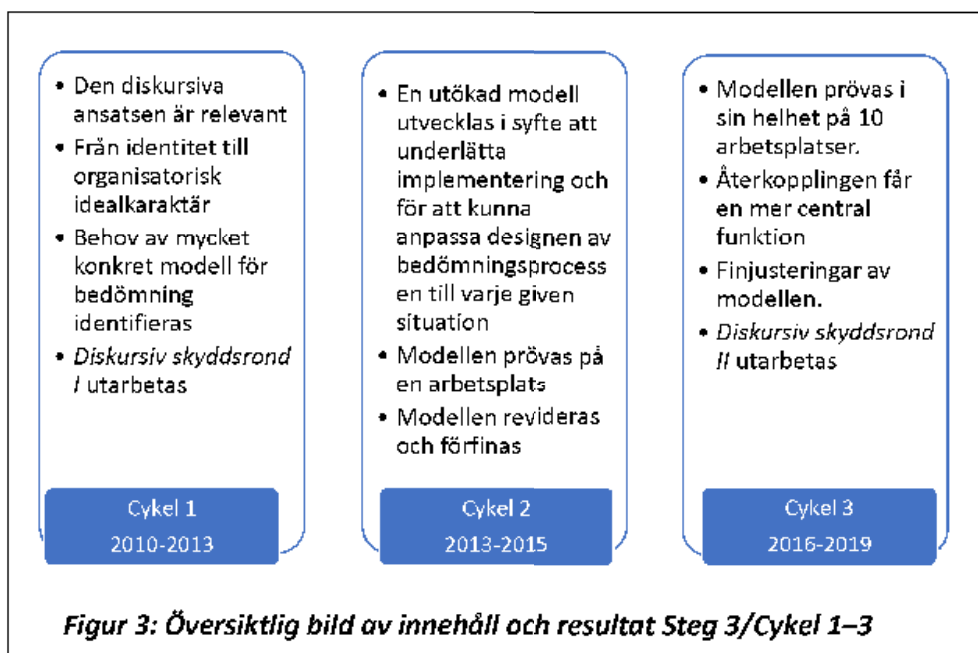 • Den diskursiva
ansatsen är relevant
• Från identitet till
organisatorisk
idealkaraktär
• Behov av mycket
konkret modell för
bedömning
identifieras
• Diskursiv skyddsrond
I utarbetas
Cykel 1
2010-2013
• En utökad modell
utvecklas i syfte att
underlätta
implementering och
för att kunna
anpassa designen av
bedömningsprocess
en till varje given
situation
• Modellen prövas på
en arbetsplats
• Modellen revideras
och förfinas
Cykel 2
2013-2015
• Modellen prövas i
sin helhet på 10
arbetsplatser.
• Återkopplingen får
en mer central
funktion
• Finjusteringar av
modellen.
• Diskursiv skyddsrond
II utarbetas
Cykel 3
2016-2019
Figur 3: Översiktlig bild av innehåll och resultat Steg 3/Cykel 1–3